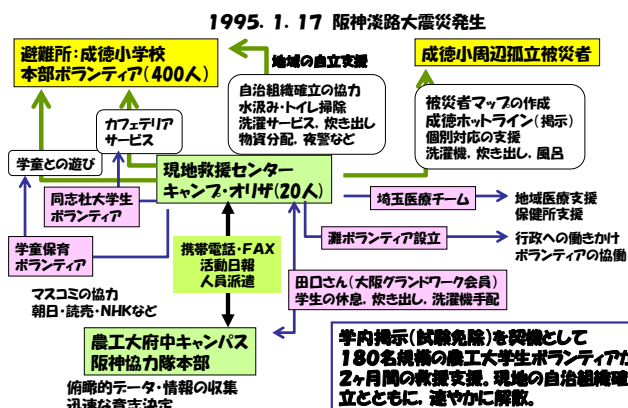 1995.1.17 阪神淡路大震災発生
避難所:成徳小学校
本部ボランティア(400人)
地域の自立支援
成徳小周辺孤立被災者
自治組織確立の協力
水汲み・トイレ掃除
洗濯サービス、炊き出し
物資分配、夜警など
被災者マップの作成
成徳ホットライン(掲示)
個別対応の支援
洗濯機、炊き出し、風呂
カフェテリア
サービス
学童との遊び
現地救援センター
キャンプ・オリザ(20人)
同志社大学生
ボランティア
埼玉医療チーム
地域医療支援
保健所支援
学童保育
ボランティア
携帯電話・FAX
活動日報
人員派遣
灘ボランティア設立
行政への働きかけ
ボランティアの協働
田口さん(大阪グランドワーク会員)
学生の休息、炊き出し、洗濯機手配
マスコミの協力
朝日・読売・NHKなど
農工大府中キャンパス
阪神協力隊本部
学内掲示(試験免除)を契機として
180名規模の農工大学生ボランティアが
2ヶ月間の救援支援。現地の自治組織確
立とともに、速やかに解散。
俯瞰的データ・情報の収集
迅速な意志決定